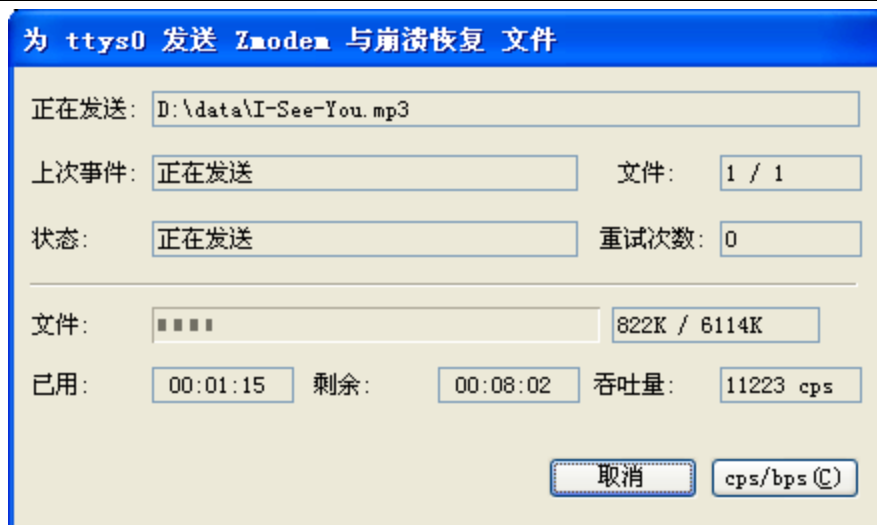 为 ttys0 发送 Zmodem 与崩溃恢复 文件
正在发送: D:\data\I-See-You.mp3
上次事件: 正在发送 文件: 1 / 1
状态: 正在发送 重试次数: 0
文件: 822K / 6114K
已用: 00:01:15 剩余: 00:08:02 吞吐量: 11223 cps
取消 cps/bps(C)